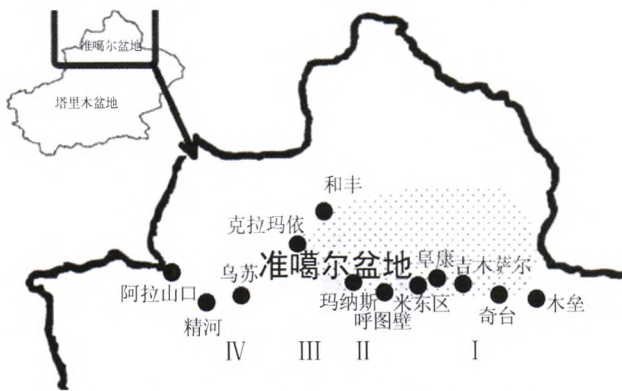 准噶尔盆地
塔里木盆地
和丰
克拉玛依
准噶尔盆地
阜康
吉木萨尔
乌苏
阿拉山口
玛纳斯
米东区
木垒
精河
呼图壁
奇台
Ⅳ
Ⅲ
Ⅱ
Ⅰ